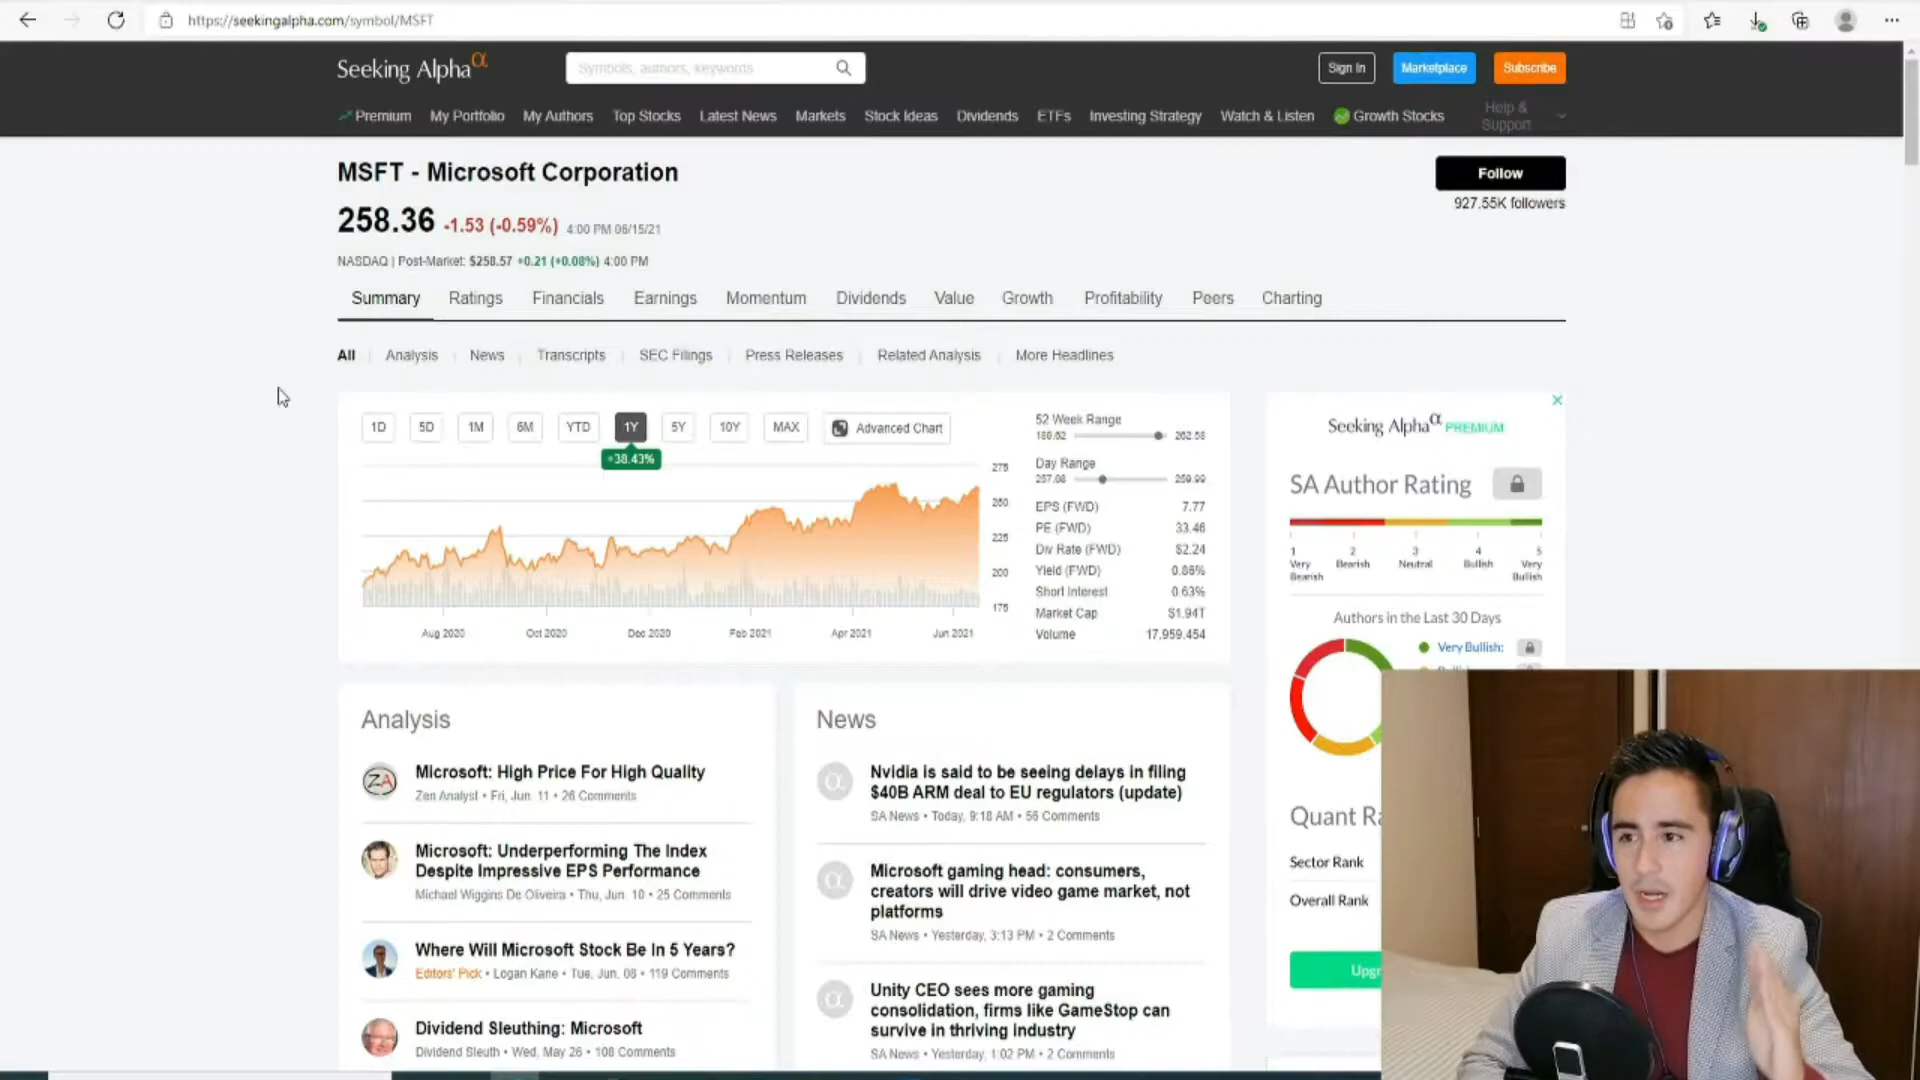 https://seekingalpha.com/symbol/MSFT
Seeking Alpha α
Symbols, authors, keywords
Sign In
Marketplace
Subscribe
Premium
My Portfolio
My Authors
Top Stocks
Latest News
Markets
Stock Ideas
Dividends
ETFs
Investing Strategy
Watch & Listen
Growth Stocks
Help &
Support
MSFT - Microsoft Corporation
Follow
258.36 -1.53 (-0.59%) 4:00 PM 06/15/21
927.55K followers
NASDAQ | Post-Market: $258.57 +0.21 (+0.08%) 4:00 PM
Summary
Ratings
Financials
Earnings
Momentum
Dividends
Value
Growth
Profitability
Peers
Charting
All
Analysis
News
Transcripts
SEC Filings
Press Releases
Related Analysis
More Headlines
1D
5D
1M
6M
YTD
1Y
5Y
10Y
MAX
Advanced Chart
+38.43%
275
250
225
200
175
Aug 2020
Oct 2020
Dec 2020
Feb 2021
Apr 2021
Jun 2021
52 Week Range
262.58
Day Range
257.08
259.99
EPS (FWD) 7.77
PE (FWD) 33.46
Div Rate (FWD) $2.24
Yield (FWD) 0.86%
Short Interest 0.63%
Market Cap $1.94T
Volume 17,959,454
Seeking Alpha α PREMIUM
SA Author Rating
1
2
3
4
5
Very
Bearish
Bearish
Neutral
Bullish
Very
Bullish
Authors in the Last 30 Days
Very Bullish:
Quant Ra
Sector Rank
Overall Rank
Upgr
Analysis
Microsoft: High Price For High Quality
Zen Analyst • Fri, Jun. 11 • 26 Comments
Microsoft: Underperforming The Index
Despite Impressive EPS Performance
Michael Wiggins De Oliveira • Thu, Jun. 10 • 25 Comments
Where Will Microsoft Stock Be In 5 Years?
Editors' Pick • Logan Kane • Tue, Jun. 08 • 119 Comments
Dividend Sleuthing: Microsoft
Dividend Sleuth • Wed, May 26 • 108 Comments
ZA
News
α
Nvidia is said to be seeing delays in filing
$40B ARM deal to EU regulators (update)
SA News • Today, 9:18 AM • 56 Comments
α
Microsoft gaming head: consumers,
creators will drive video game market, not
platforms
SA News • Yesterday, 3:13 PM • 2 Comments
α
Unity CEO sees more gaming
consolidation, firms like GameStop can
survive in thriving industry
SA News • Yesterday, 1:02 PM • 2 Comments